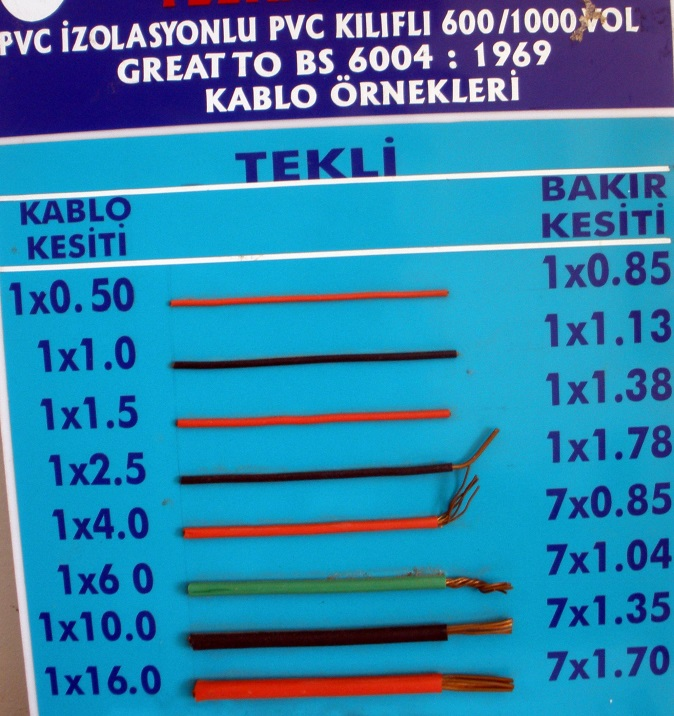 PVC İZOLASYONLU PVC KILIFLI 600/1000 VOL
GREAT TO BS 6004 : 1969
KABLO ÖRNEKLERİ
TEKLİ
KABLO KESİTİ
BAKIR KESİTİ
1x0.50 1x0.85
1x1.0 1x1.13
1x1.5 1x1.38
1x2.5 1x1.78
1x4.0 7x0.85
1x6 0 7x1.04
1x10.0 7x1.35
1x16.0 7x1.70